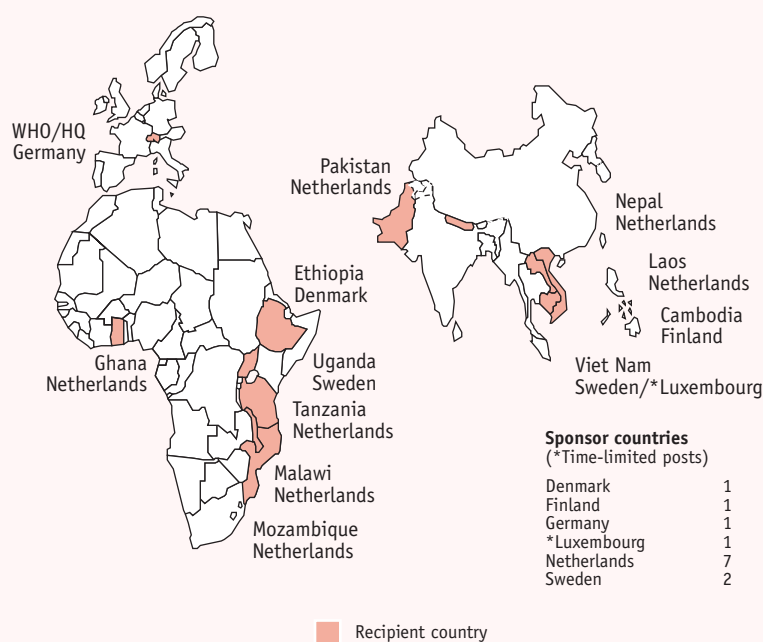 WHO/HQ
Germany
Pakistan
Netherlands
Nepal
Netherlands
Laos
Netherlands
Cambodia
Finland
Viet Nam
Sweden/*Luxembourg
Ethiopia
Denmark
Ghana
Netherlands
Uganda
Sweden
Tanzania
Netherlands
Malawi
Netherlands
Mozambique
Netherlands
Sponsor countries
(*Time-limited posts)
Denmark 1
Finland 1
Germany 1
*Luxembourg 1
Netherlands 7
Sweden 2
Recipient country